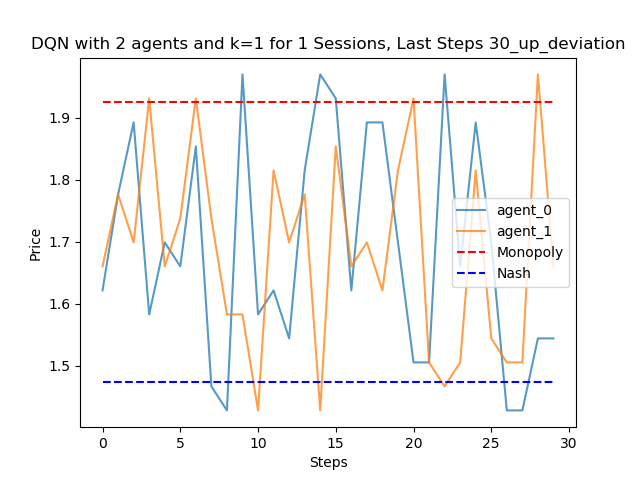 DQN with 2 agents and k=1 for 1 Sessions, Last Steps 30_up_deviation
1.9
1.8
1.7
1.6
1.5
Price
agent_0
agent_1
Monopoly
Nash
0
5
10
15
20
25
30
Steps